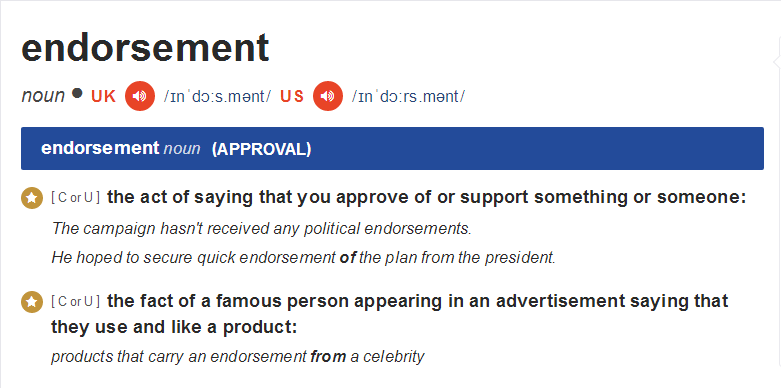 endorsement
noun ● UK /ɪnˈdɔːs.mənt/ US /ɪnˈdɔːrs.mənt/
endorsement noun (APPROVAL)
[ C or U ] the act of saying that you approve of or support something or someone:
The campaign hasn't received any political endorsements.
He hoped to secure quick endorsement of the plan from the president.
[ C or U ] the fact of a famous person appearing in an advertisement saying that
they use and like a product:
products that carry an endorsement from a celebrity